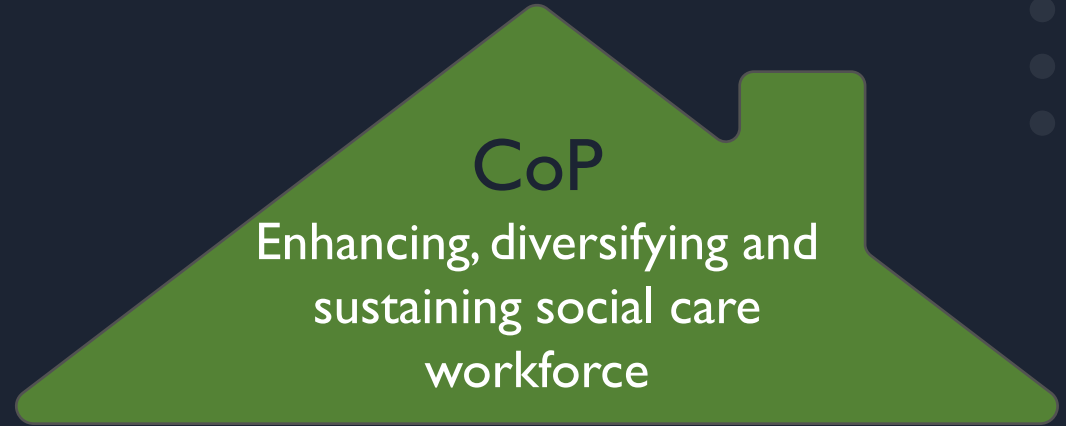 CoP
Enhancing, diversifying and
sustaining social care
workforce